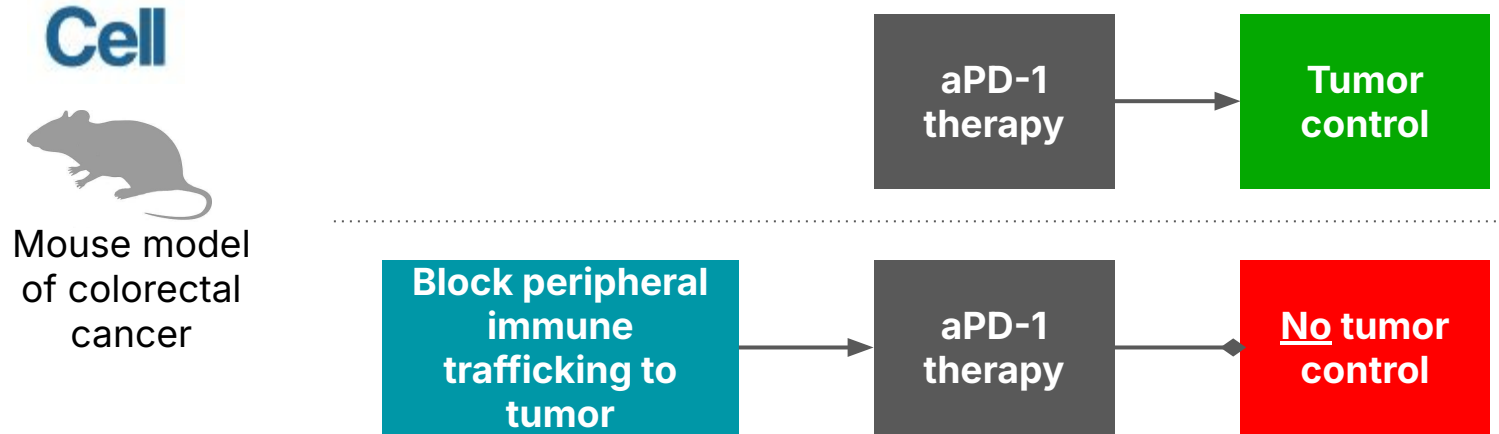 Cell
Mouse model
of colorectal
cancer
aPD-1
therapy
Tumor
control
Block peripheral
immune
trafficking to
tumor
aPD-1
therapy
No tumor
control